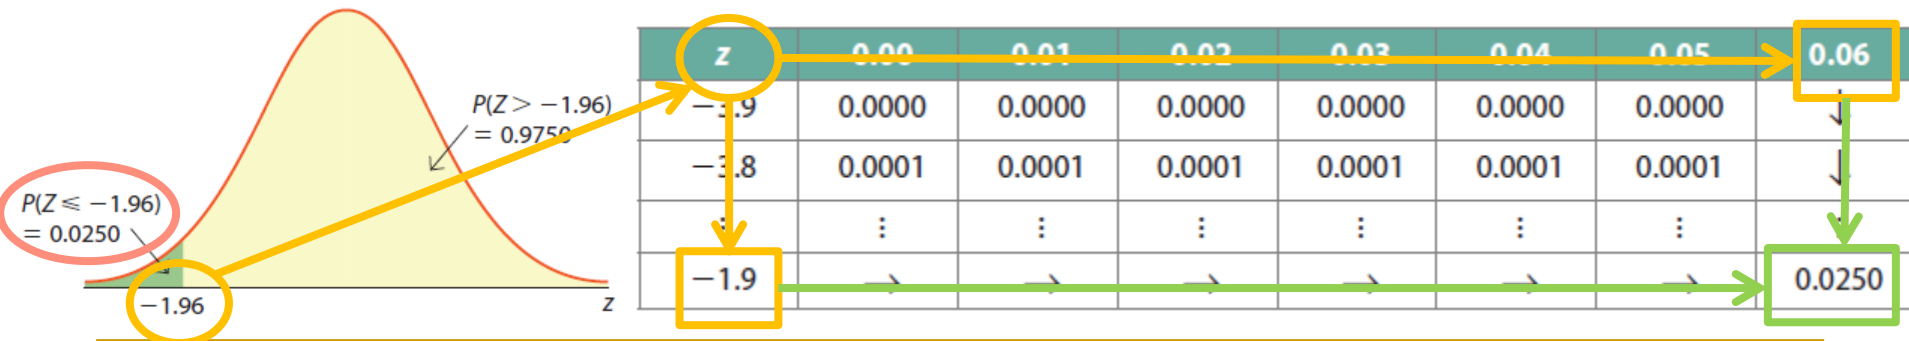 P(Z > −1.96)
= 0.9750
P(Z ⩽ −1.96)
= 0.0250
−1.96
z
z 0.00 0.01 0.02 0.03 0.04 0.05 0.06
−3.9 0.0000 0.0000 0.0000 0.0000 0.0000 0.0000 ↓
−3.8 0.0001 0.0001 0.0001 0.0001 0.0001 0.0001 ↓
⋮ ⋮ ⋮ ⋮ ⋮ ⋮ ⋮ ⋮
−1.9 → → → → → → 0.0250